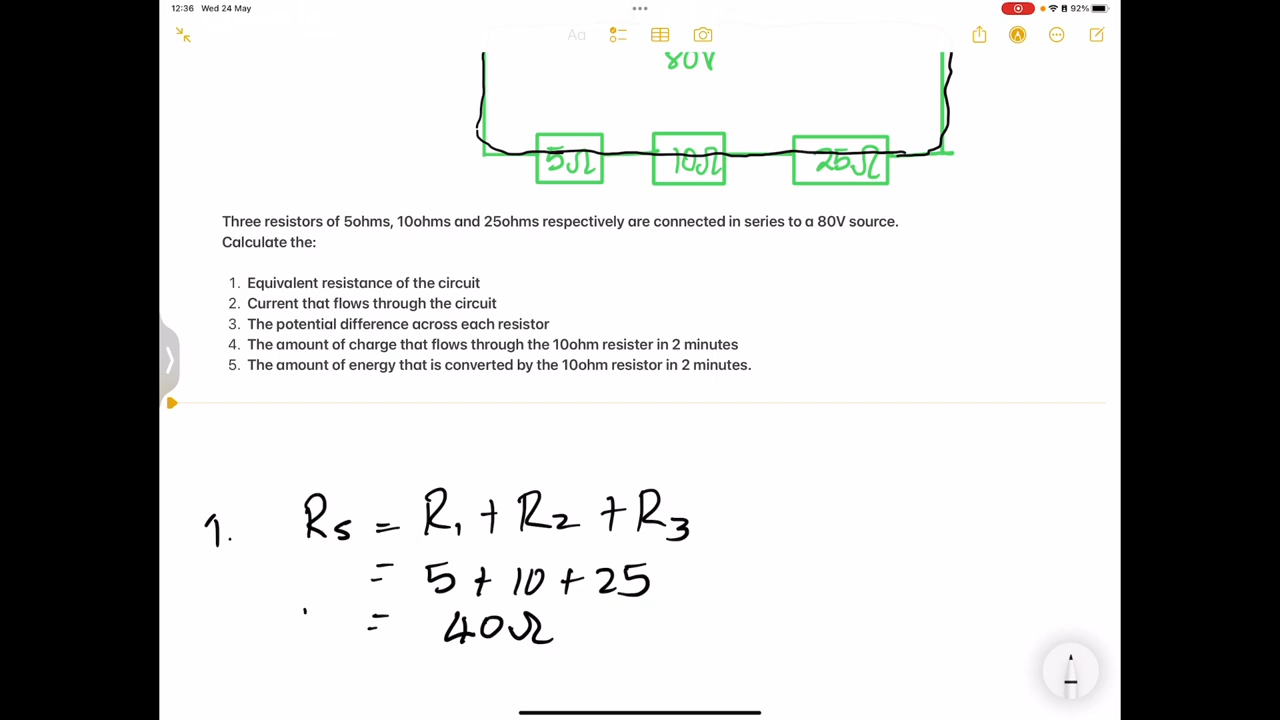 12:36 Wed 24 May
92%
Aa
80V
5Ω 10Ω 25Ω
Three resistors of 5ohms, 10ohms and 25ohms respectively are connected in series to a 80V source.
Calculate the:
1. Equivalent resistance of the circuit
2. Current that flows through the circuit
3. The potential difference across each resistor
4. The amount of charge that flows through the 10ohm resister in 2 minutes
5. The amount of energy that is converted by the 10ohm resistor in 2 minutes.
1. Rs = R1 + R2 + R3
= 5 + 10 + 25
= 40Ω